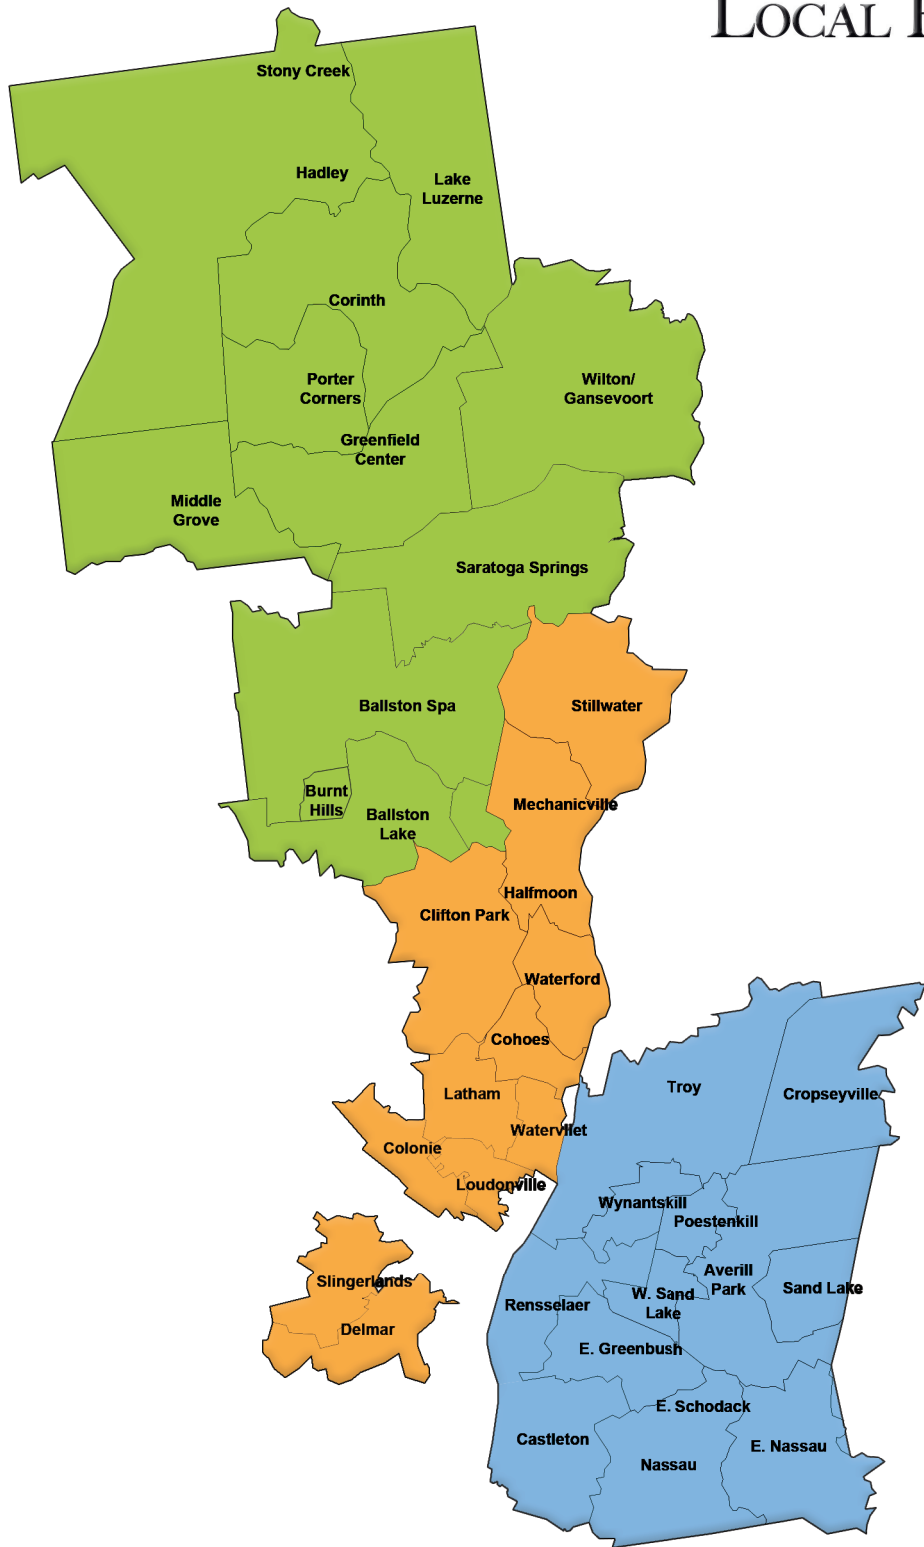 LOCAL
Stony Creek
Hadley
Lake
Luzerne
Corinth
Porter
Corners
Wilton/
Gansevoort
Greenfield
Center
Middle
Grove
Saratoga Springs
Ballston Spa
Stillwater
Burnt
Hills
Ballston
Lake
Mechanicville
Halfmoon
Clifton Park
Waterford
Cohoes
Latham
Troy
Cropseyville
Watervliet
Colonie
Loudonville
Wynantskill
Poestenkill
Slingerlands
Averill
Park
Sand Lake
W. Sand
Lake
Rensselaer
Delmar
E. Greenbush
E. Schodack
Castleton
E. Nassau
Nassau